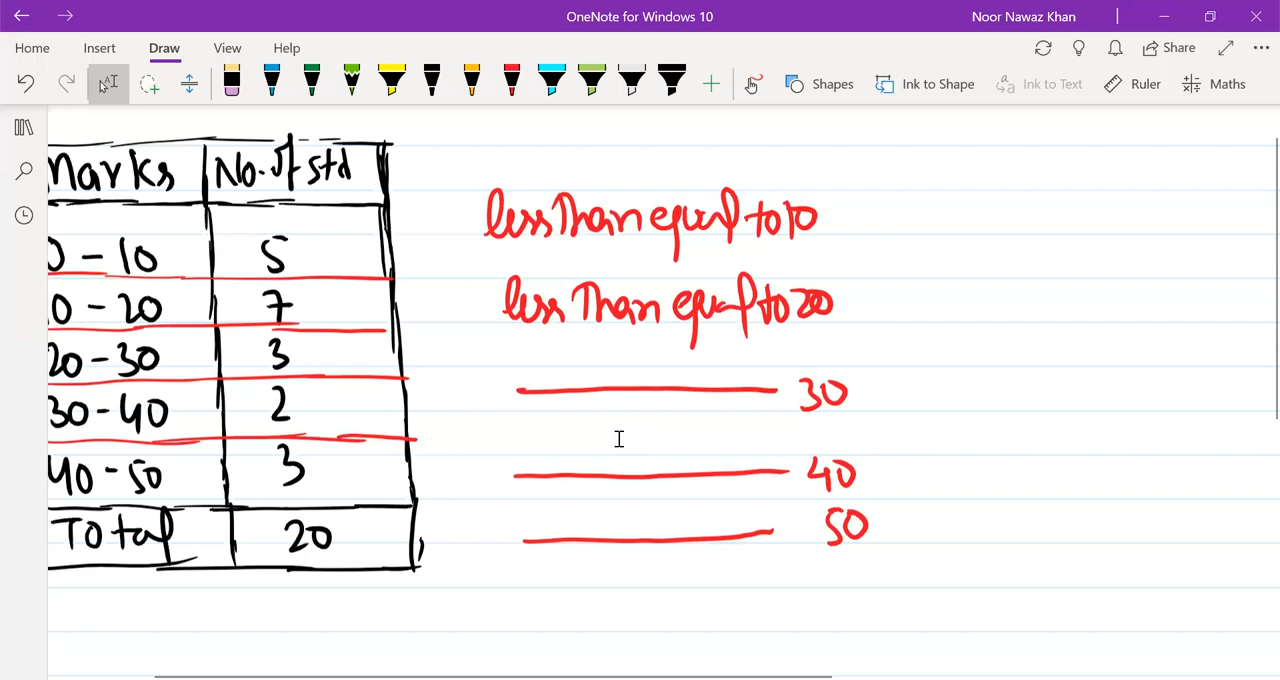 OneNote for Windows 10
Noor Nawaz Khan
Home Insert Draw View Help
Share
Shapes Ink to Shape Ink to Text Ruler Maths
Marks No. of std
0 - 10 5
0 - 20 7
20 - 30 3
30 - 40 2
40 - 50 3
Total 20
less Than equal to 10
less Than equal to 20
30
40
50